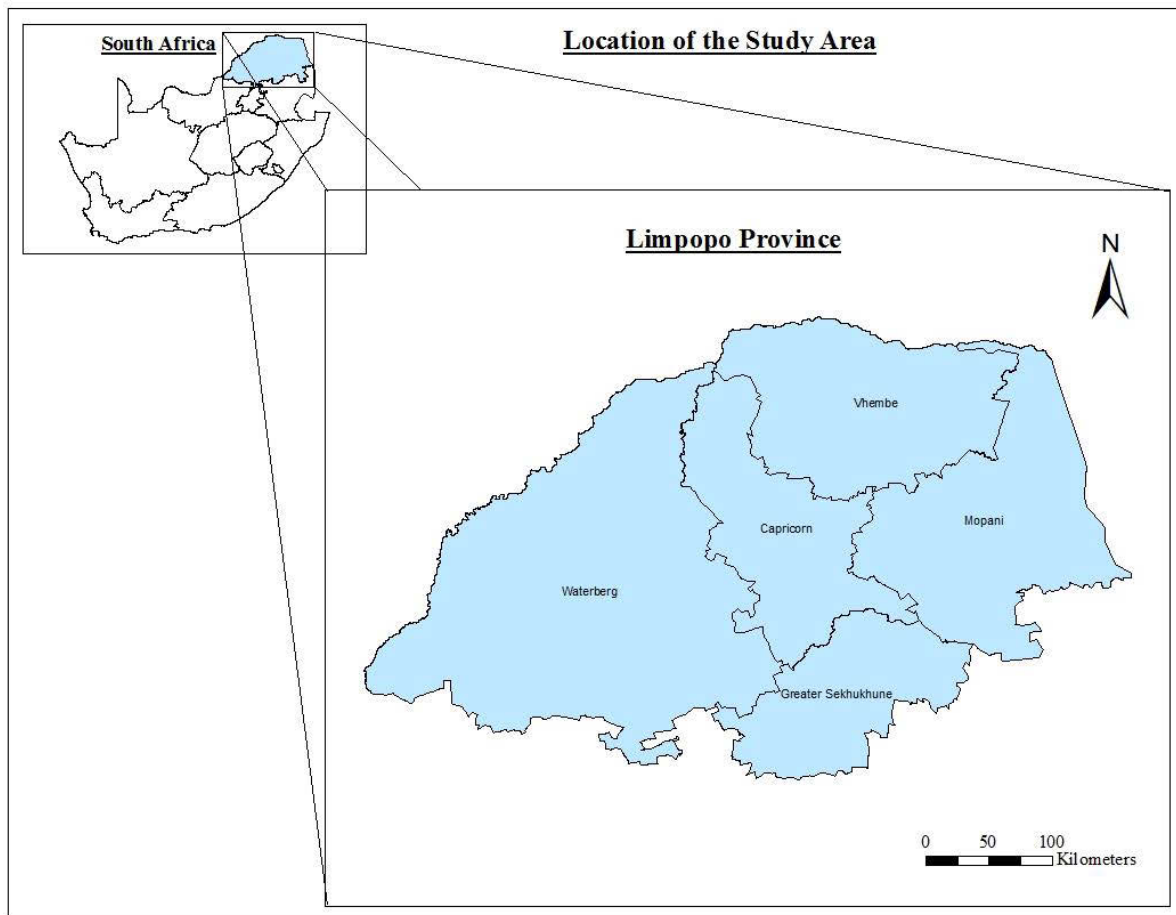 Location of the Study Area
South Africa
Limpopo Province
N
Vhembe
Mopani
Capricorn
Waterberg
Greater Sekhukhune
0 50 100
Kilometers